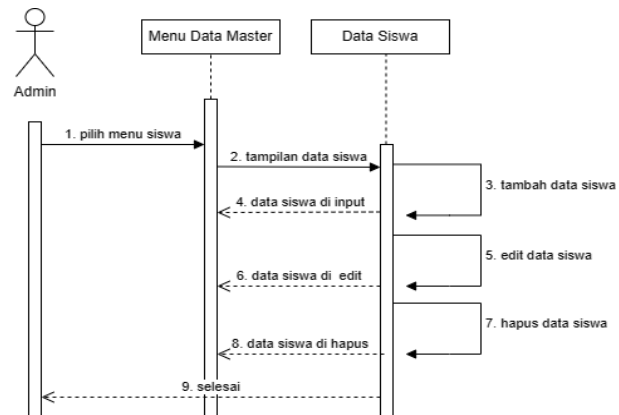 Menu Data Master
Data Siswa
Admin
1. pilih menu siswa
2. tampilan data siswa
3. tambah data siswa
4. data siswa di input
5. edit data siswa
6. data siswa di edit
7. hapus data siswa
8. data siswa di hapus
9. selesai